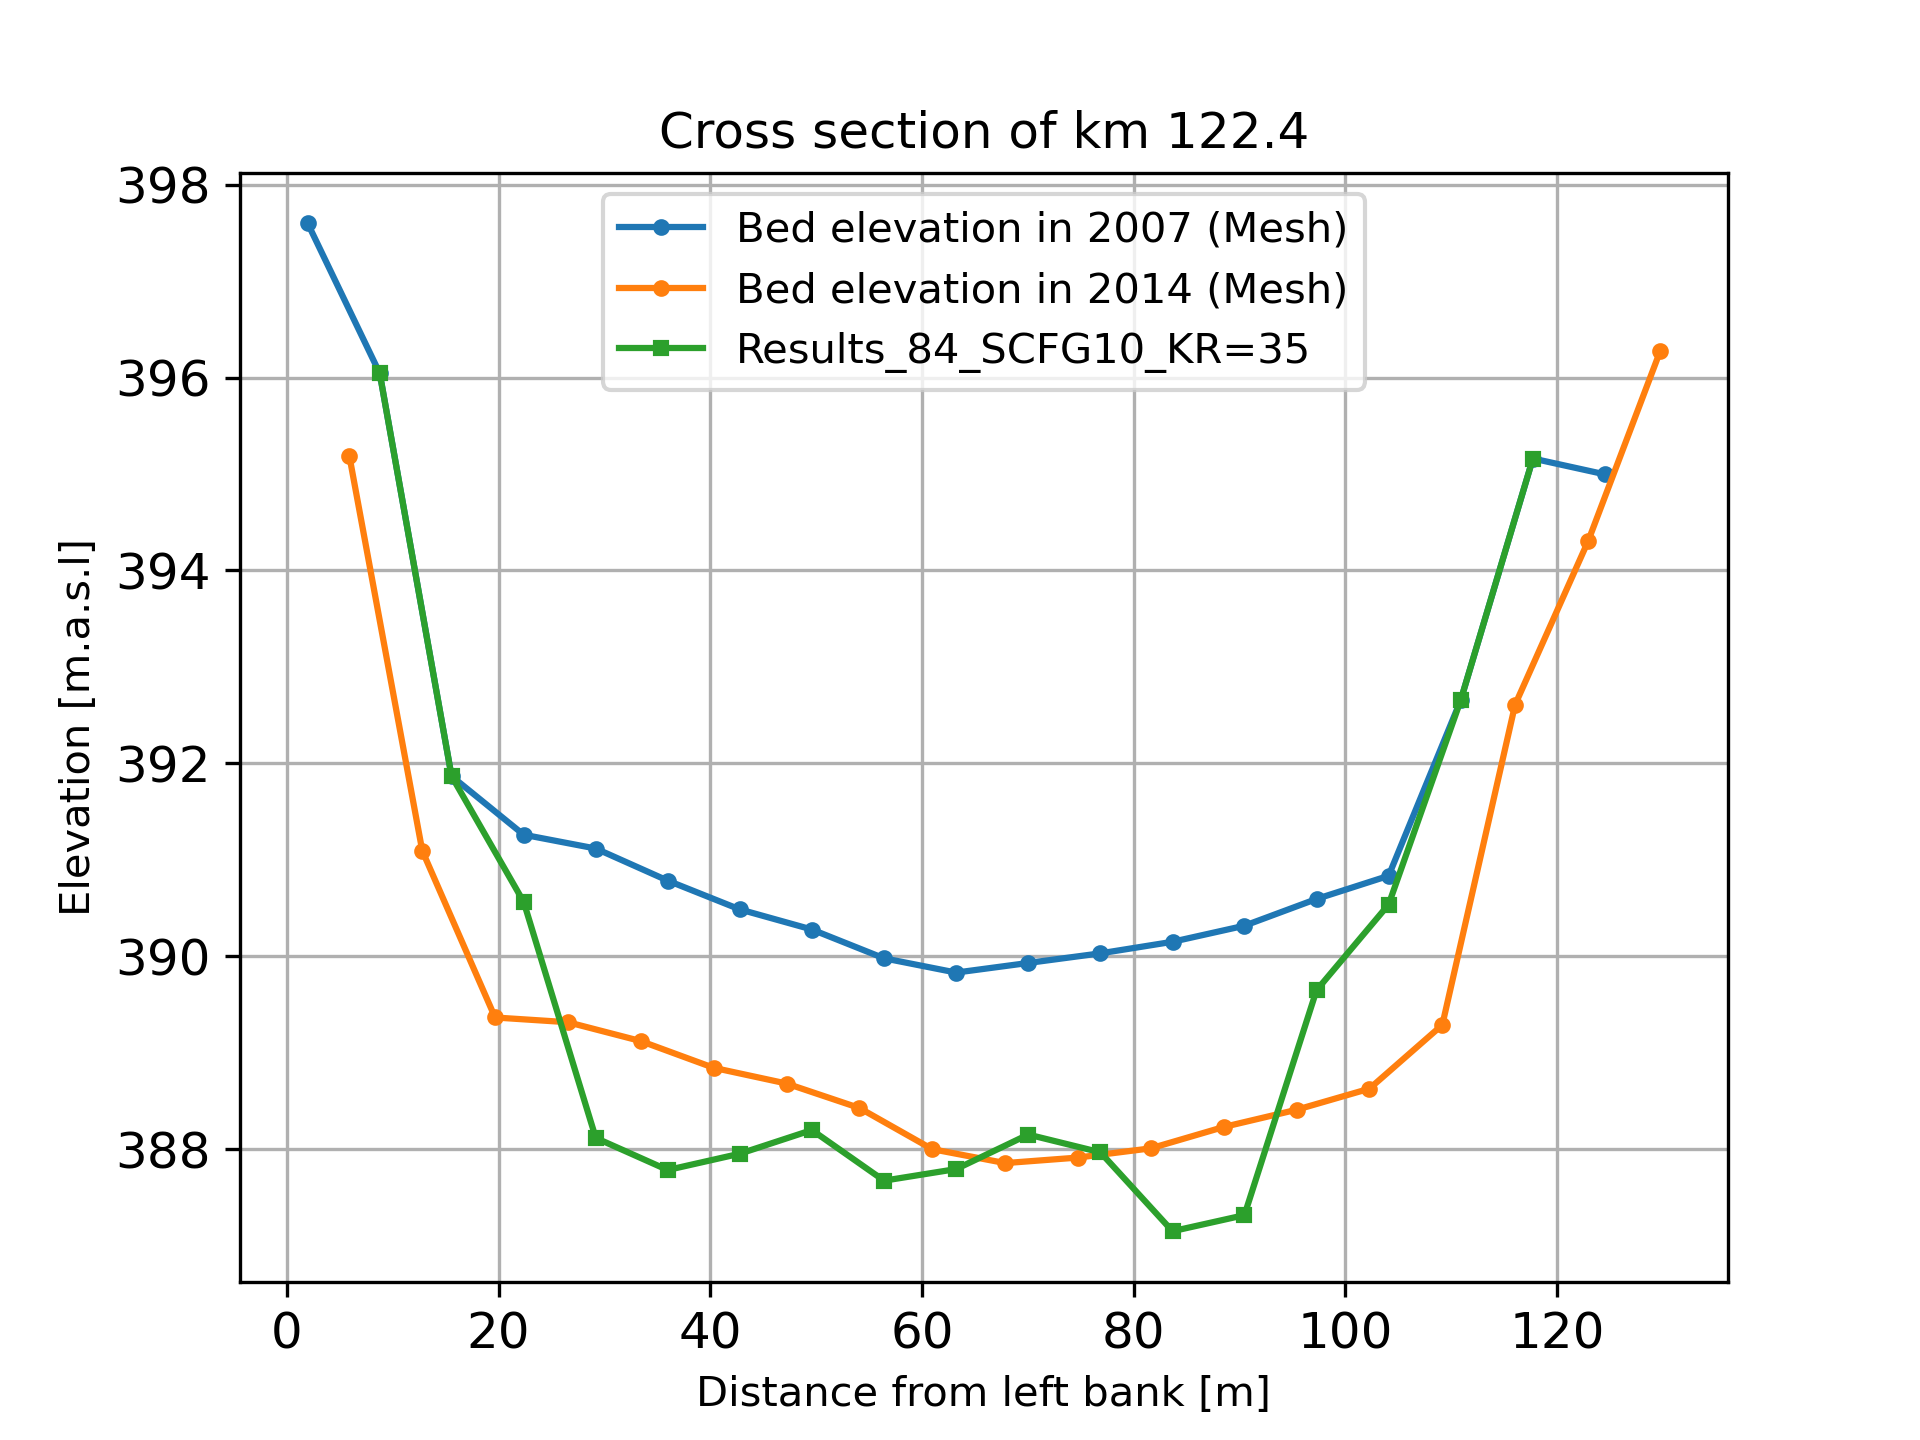 Cross section of km 122.4
Bed elevation in 2007 (Mesh)
Bed elevation in 2014 (Mesh)
Results_84_SCFG10_KR=35
398
396
394
392
390
388
Elevation [m.a.s.l]
0 20 40 60 80 100 120
Distance from left bank [m]